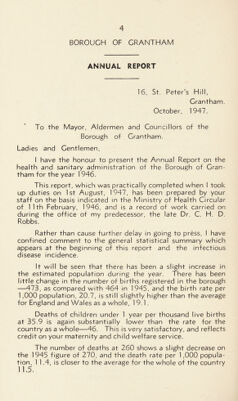 4
BOROUGH OF GRANTHAM
ANNUAL REPORT
16, St. Peter's Hill,
Grantham.
October, 1947.
To the Mayor, Aldermen and Councillors of the
Borough of Grantham.
Ladies and Gentlemen,
I have the honour to present the Annual Report on the
health and sanitary administration of the Borough of Gran-
tham for the year 1946.
This report, which was practically completed when I took
up duties on 1st August, 1947, has been prepared by your
staff on the basis indicated in the Ministry of Health Circular
of 11th February, 1946, and is a record of work carried on
during the office of my predecessor, the late Dr. C. H. D.
Robbs.
Rather than cause further delay in going to press, I have
confined comment to the general statistical summary which
appears at the beginning of this report and the infectious
disease incidence.
It will be seen that there has been a slight increase in
the estimated population during the year. There has been
little change in the number of births registered in the borough
—473, as compared with 464 in 1945, and the birth rate per
1,000 population, 20.7, is still slightly higher than the average
for England and Wales as a whole, 19.1.
Deaths of children under 1 year per thousand live births
at 35.9 is again substantially lower than the rate for the
country as a whole—46. This is very satisfactory, and reflects
credit on your maternity and child welfare service.
The number of deaths at 260 shows a slight decrease on
the 1945 figure of 270, and the death rate per 1,000 popula-
tion, 11.4, is closer to the average for the whole of the country
11.5.